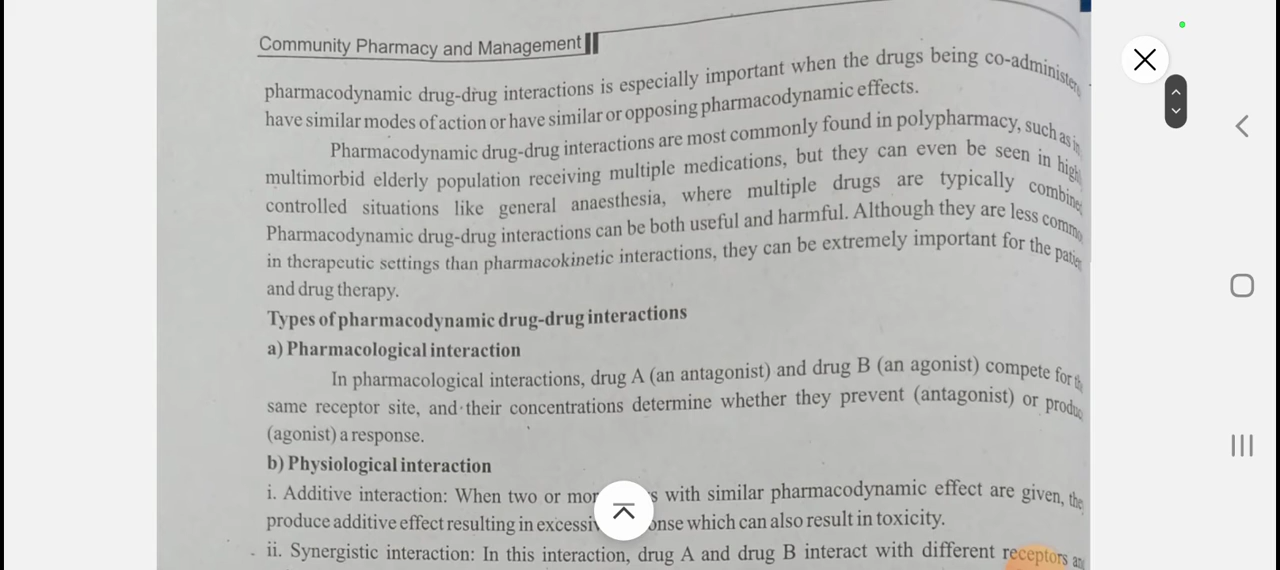 Community Pharmacy and Management
pharmacodynamic drug-drug interactions is especially important when the drugs being co-administere
have similar modes of action or have similar or opposing pharmacodynamic effects.
Pharmacodynamic drug-drug interactions are most commonly found in polypharmacy, such as in
multimorbid elderly population receiving multiple medications, but they can even be seen in high
controlled situations like general anaesthesia, where multiple drugs are typically combine
Pharmacodynamic drug-drug interactions can be both useful and harmful. Although they are less commo
in therapeutic settings than pharmacokinetic interactions, they can be extremely important for the patie
and drug therapy.
Types of pharmacodynamic drug-drug interactions
a) Pharmacological interaction
In pharmacological interactions, drug A (an antagonist) and drug B (an agonist) compete for th
same receptor site, and their concentrations determine whether they prevent (antagonist) or produc
(agonist) a response.
b) Physiological interaction
i. Additive interaction: When two or mor s with similar pharmacodynamic effect are given, the
produce additive effect resulting in excessiv onse which can also result in toxicity.
ii. Synergistic interaction: In this interaction, drug A and drug B interact with different receptors an